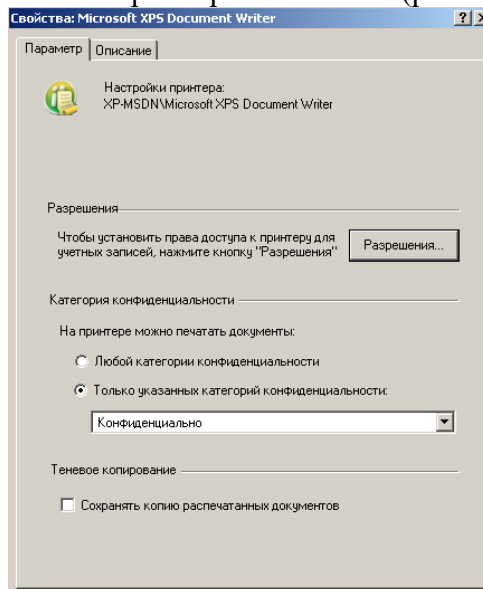 Свойства: Microsoft XPS Document Writer
Параметр Описание
Настройки принтера:
XP-MSDN\Microsoft XPS Document Writer
Разрешения
Чтобы установить права доступа к принтеру для
учетных записей, нажмите кнопку "Разрешения"
Разрешения...
Категория конфиденциальности
На принтере можно печатать документы:
Любой категории конфиденциальности
Только указанных категорий конфиденциальности:
Конфиденциально
Теневое копирование
Сохранять копию распечатанных документов